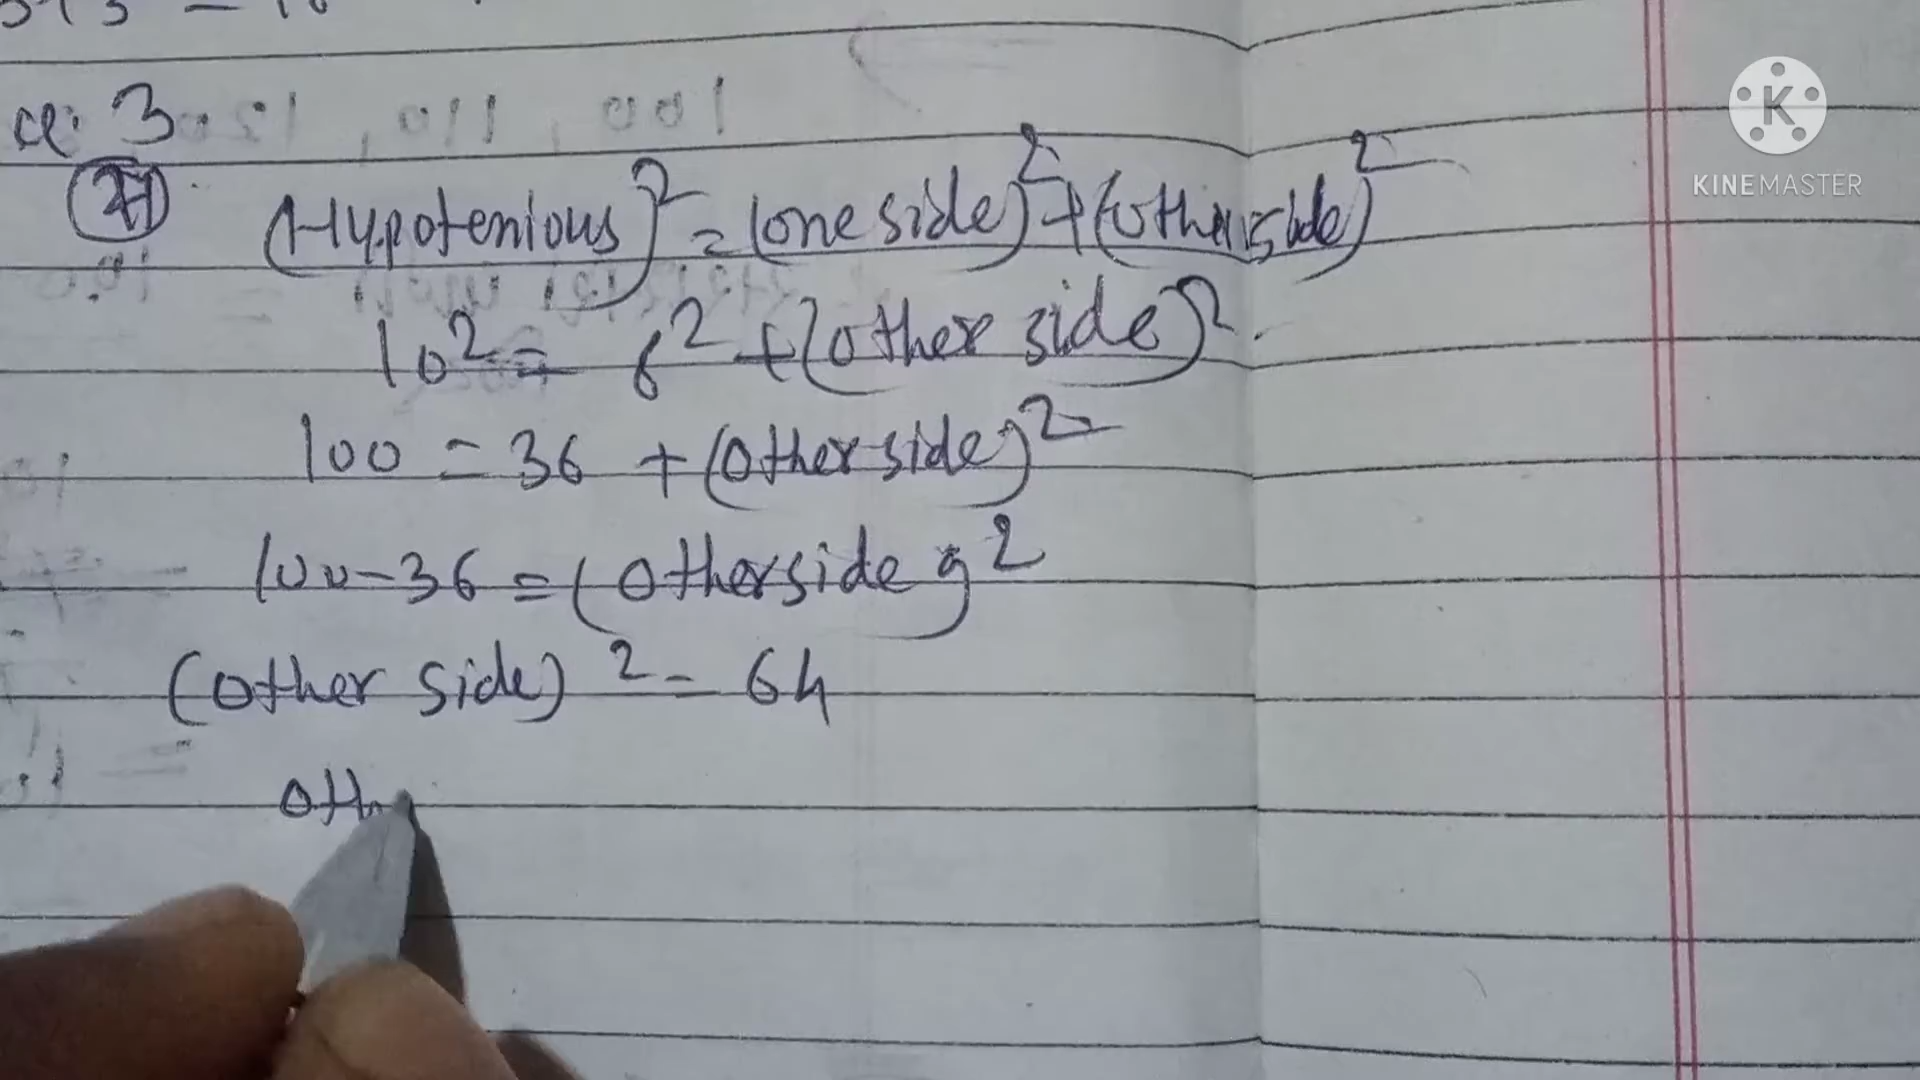 Q. 3
(Hypotenious)² = (one side)² + (other side)²
10² = 6² + (other side)²
100 = 36 + (other side)²
100 - 36 = (other side)²
(other side)² = 64
oth
K
KINEMASTER